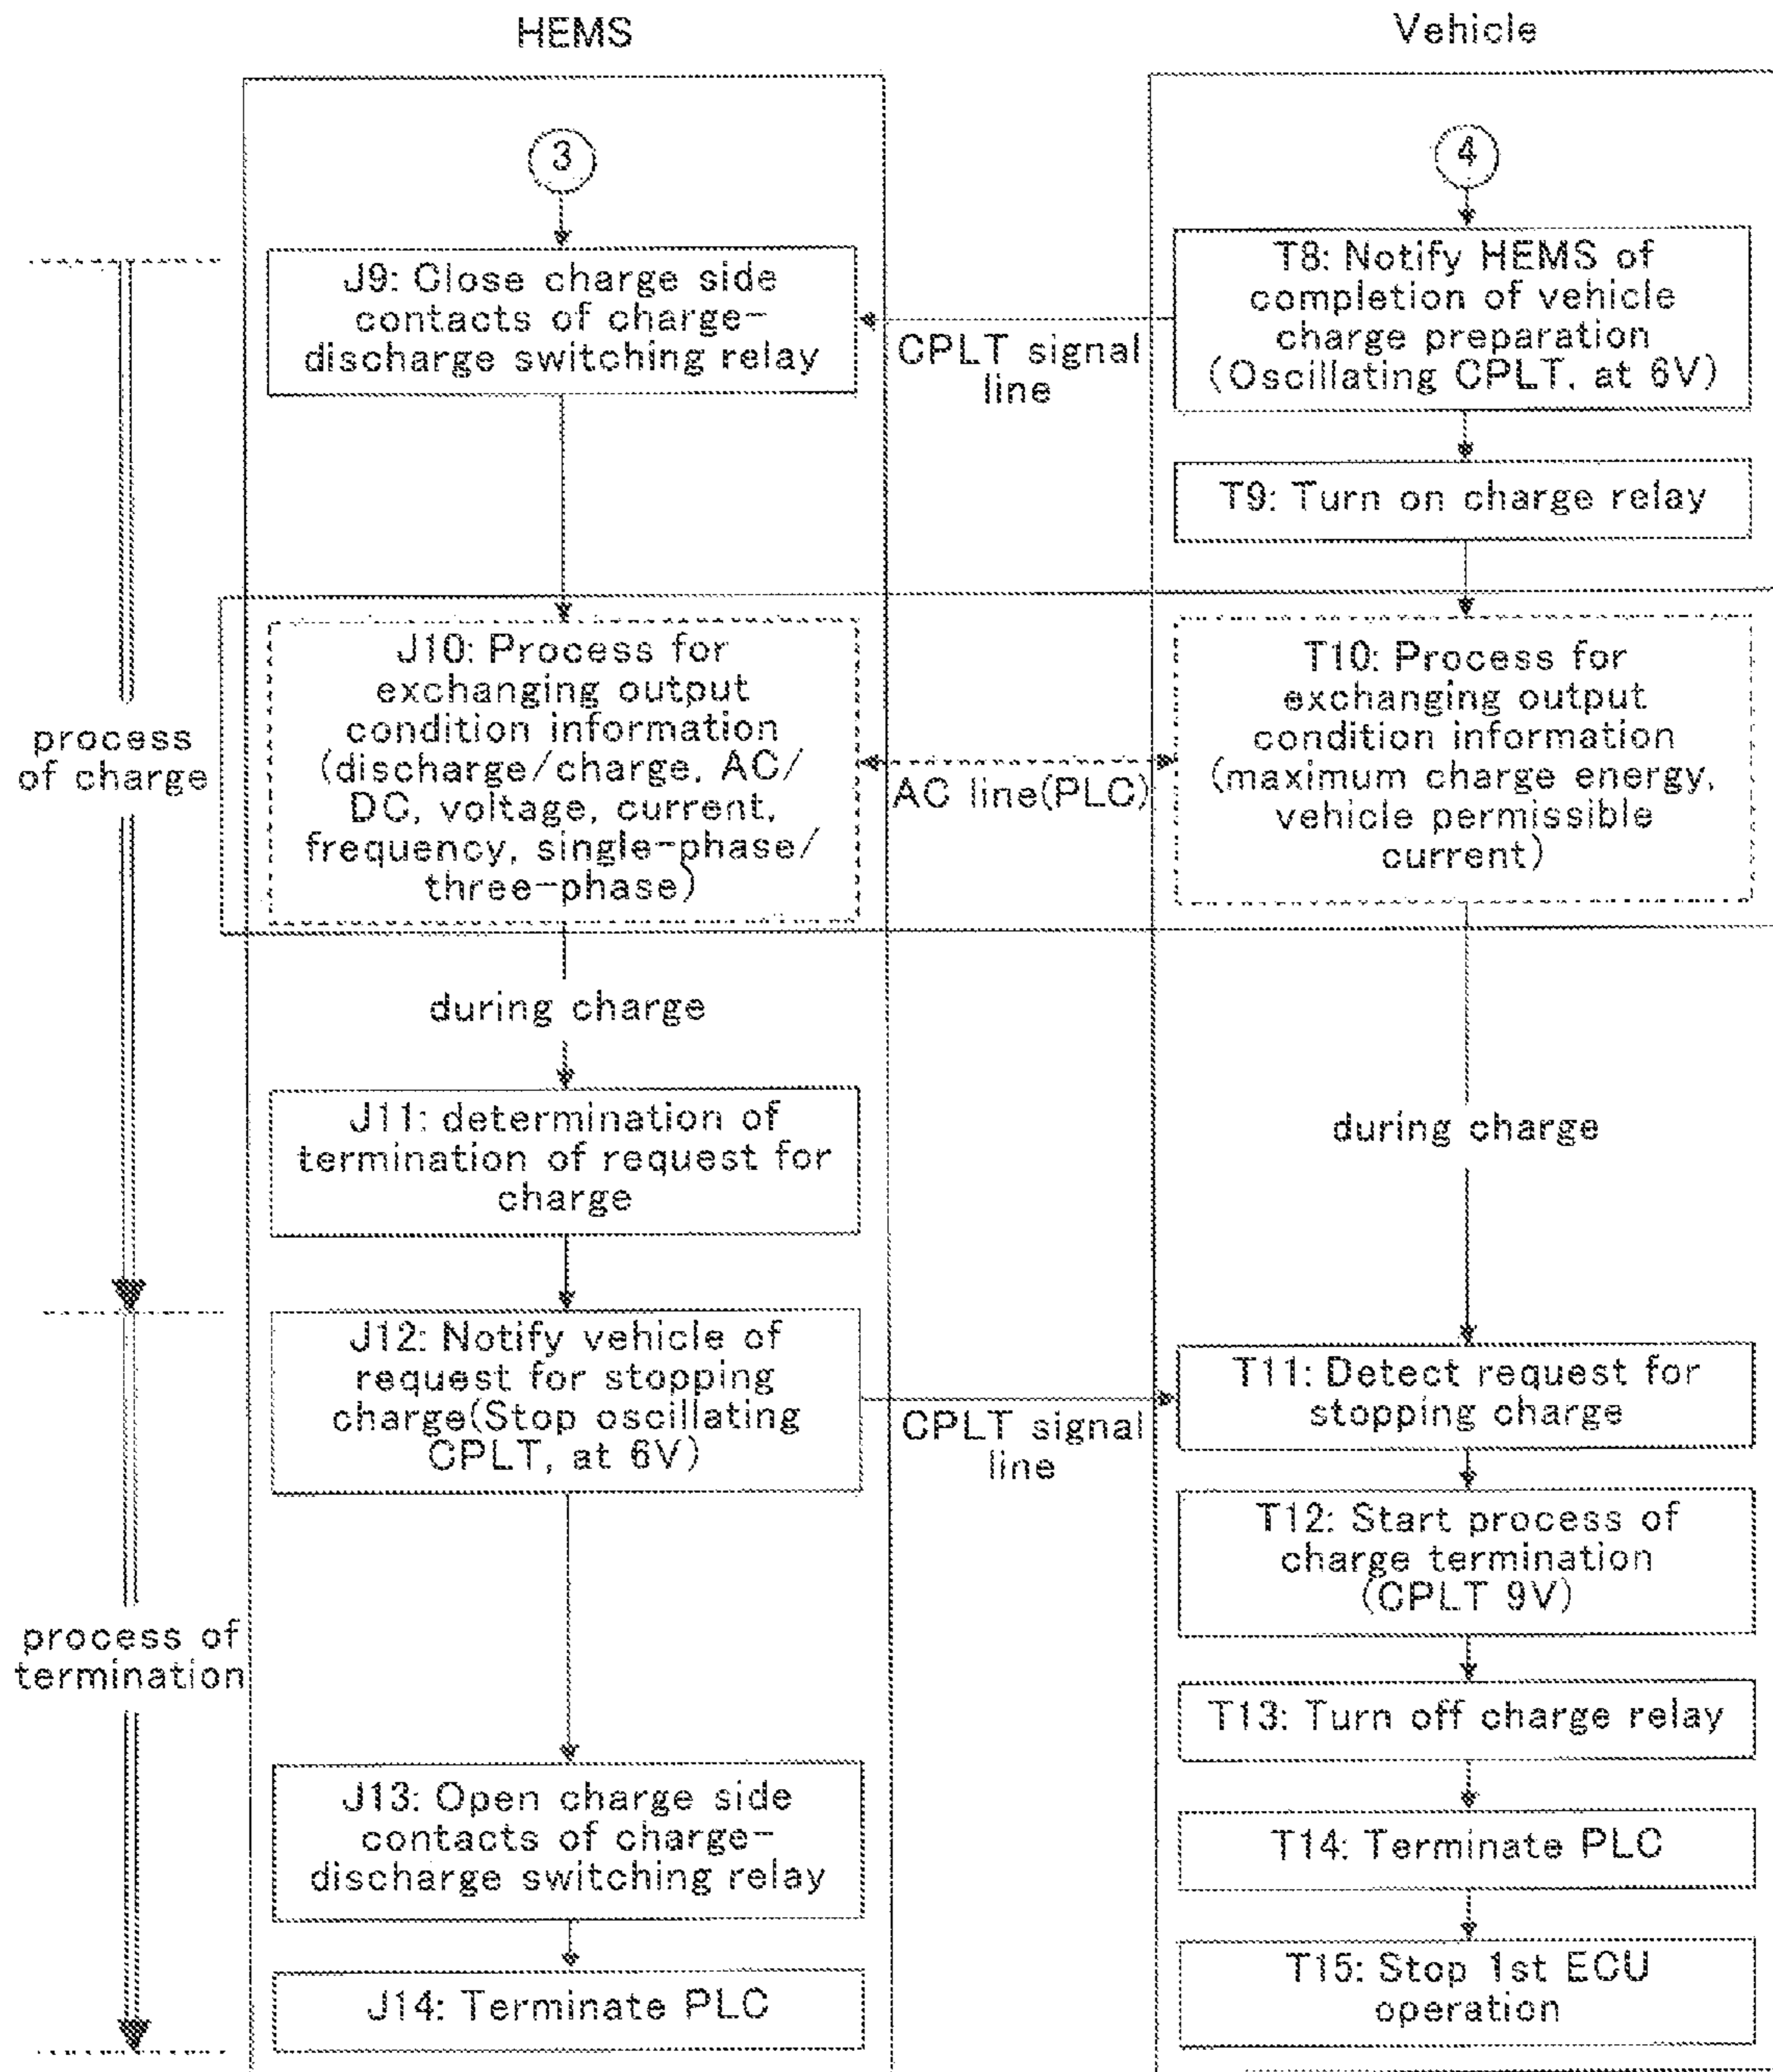 HEMS
Vehicle
3
4
J9: Close charge side
contacts of charge-
discharge switching relay
T8: Notify HEMS of
completion of vehicle
charge preparation
(Oscillating CPLT, at 6V)
CPLT signal
line
T9: Turn on charge relay
process
of charge
J10: Process for
exchanging output
condition information
(discharge/charge, AC/
DC, voltage, current,
frequency, single-phase/
three-phase)
AC line(PLC)
T10: Process for
exchanging output
condition information
(maximum charge energy,
vehicle permissible
current)
during charge
during charge
J11: determination of
termination of request for
charge
J12: Notify vehicle of
request for stopping
charge(Stop oscillating
CPLT, at 6V)
CPLT signal
line
T11: Detect request for
stopping charge
T12: Start process of
charge termination
(CPLT 9V)
process of
termination
T13: Turn off charge relay
J13: Open charge side
contacts of charge-
discharge switching relay
T14: Terminate PLC
J14: Terminate PLC
T15: Stop 1st ECU
operation